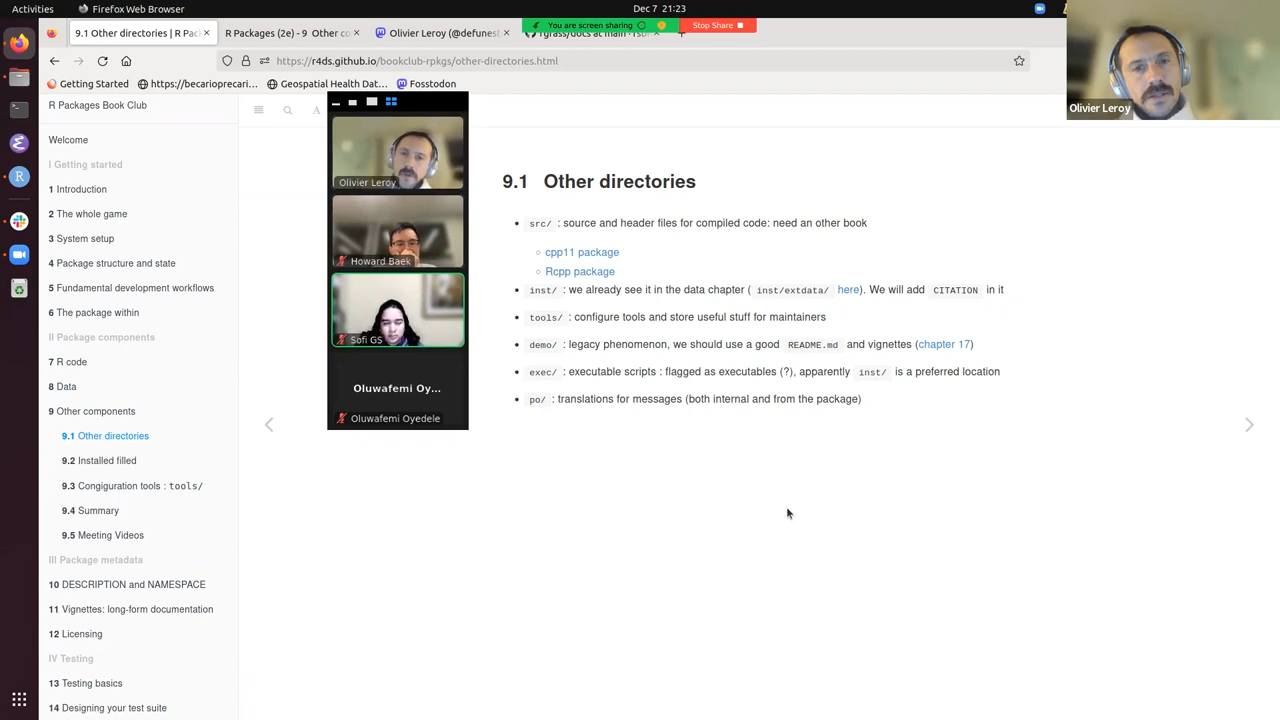 Activities
Firefox Web Browser
Dec 7 21:23
You are screen sharing
Stop Share
9.1 Other directories | R Pac
R Packages (2e) - 9 Other co
Olivier Leroy (@defunes
rgrass/docs at main · rsb
https://r4ds.github.io/bookclub-rpkgs/other-directories.html
Getting Started
https://becarioprecari...
Geospatial Health Dat...
Fosstodon
R Packages Book Club
Welcome
I Getting started
1 Introduction
2 The whole game
3 System setup
4 Package structure and state
5 Fundamental development workflows
6 The package within
II Package components
7 R code
8 Data
9 Other components
9.1 Other directories
9.2 Installed filled
9.3 Congiguration tools : tools/
9.4 Summary
9.5 Meeting Videos
III Package metadata
10 DESCRIPTION and NAMESPACE
11 Vignettes: long-form documentation
12 Licensing
IV Testing
13 Testing basics
14 Designing your test suite
A
Olivier Leroy
Howard Baek
Sofi GS
Oluwafemi Oy...
Oluwafemi Oyedele
9.1 Other directories
src/ : source and header files for compiled code: need an other book
cpp11 package
Rcpp package
inst/ : we already see it in the data chapter ( inst/extdata/ here). We will add CITATION in it
tools/ : configure tools and store useful stuff for maintainers
demo/ : legacy phenomenon, we should use a good README.md and vignettes (chapter 17)
exec/ : executable scripts : flagged as executables (?), apparently inst/ is a preferred location
po/ : translations for messages (both internal and from the package)
Olivier Leroy